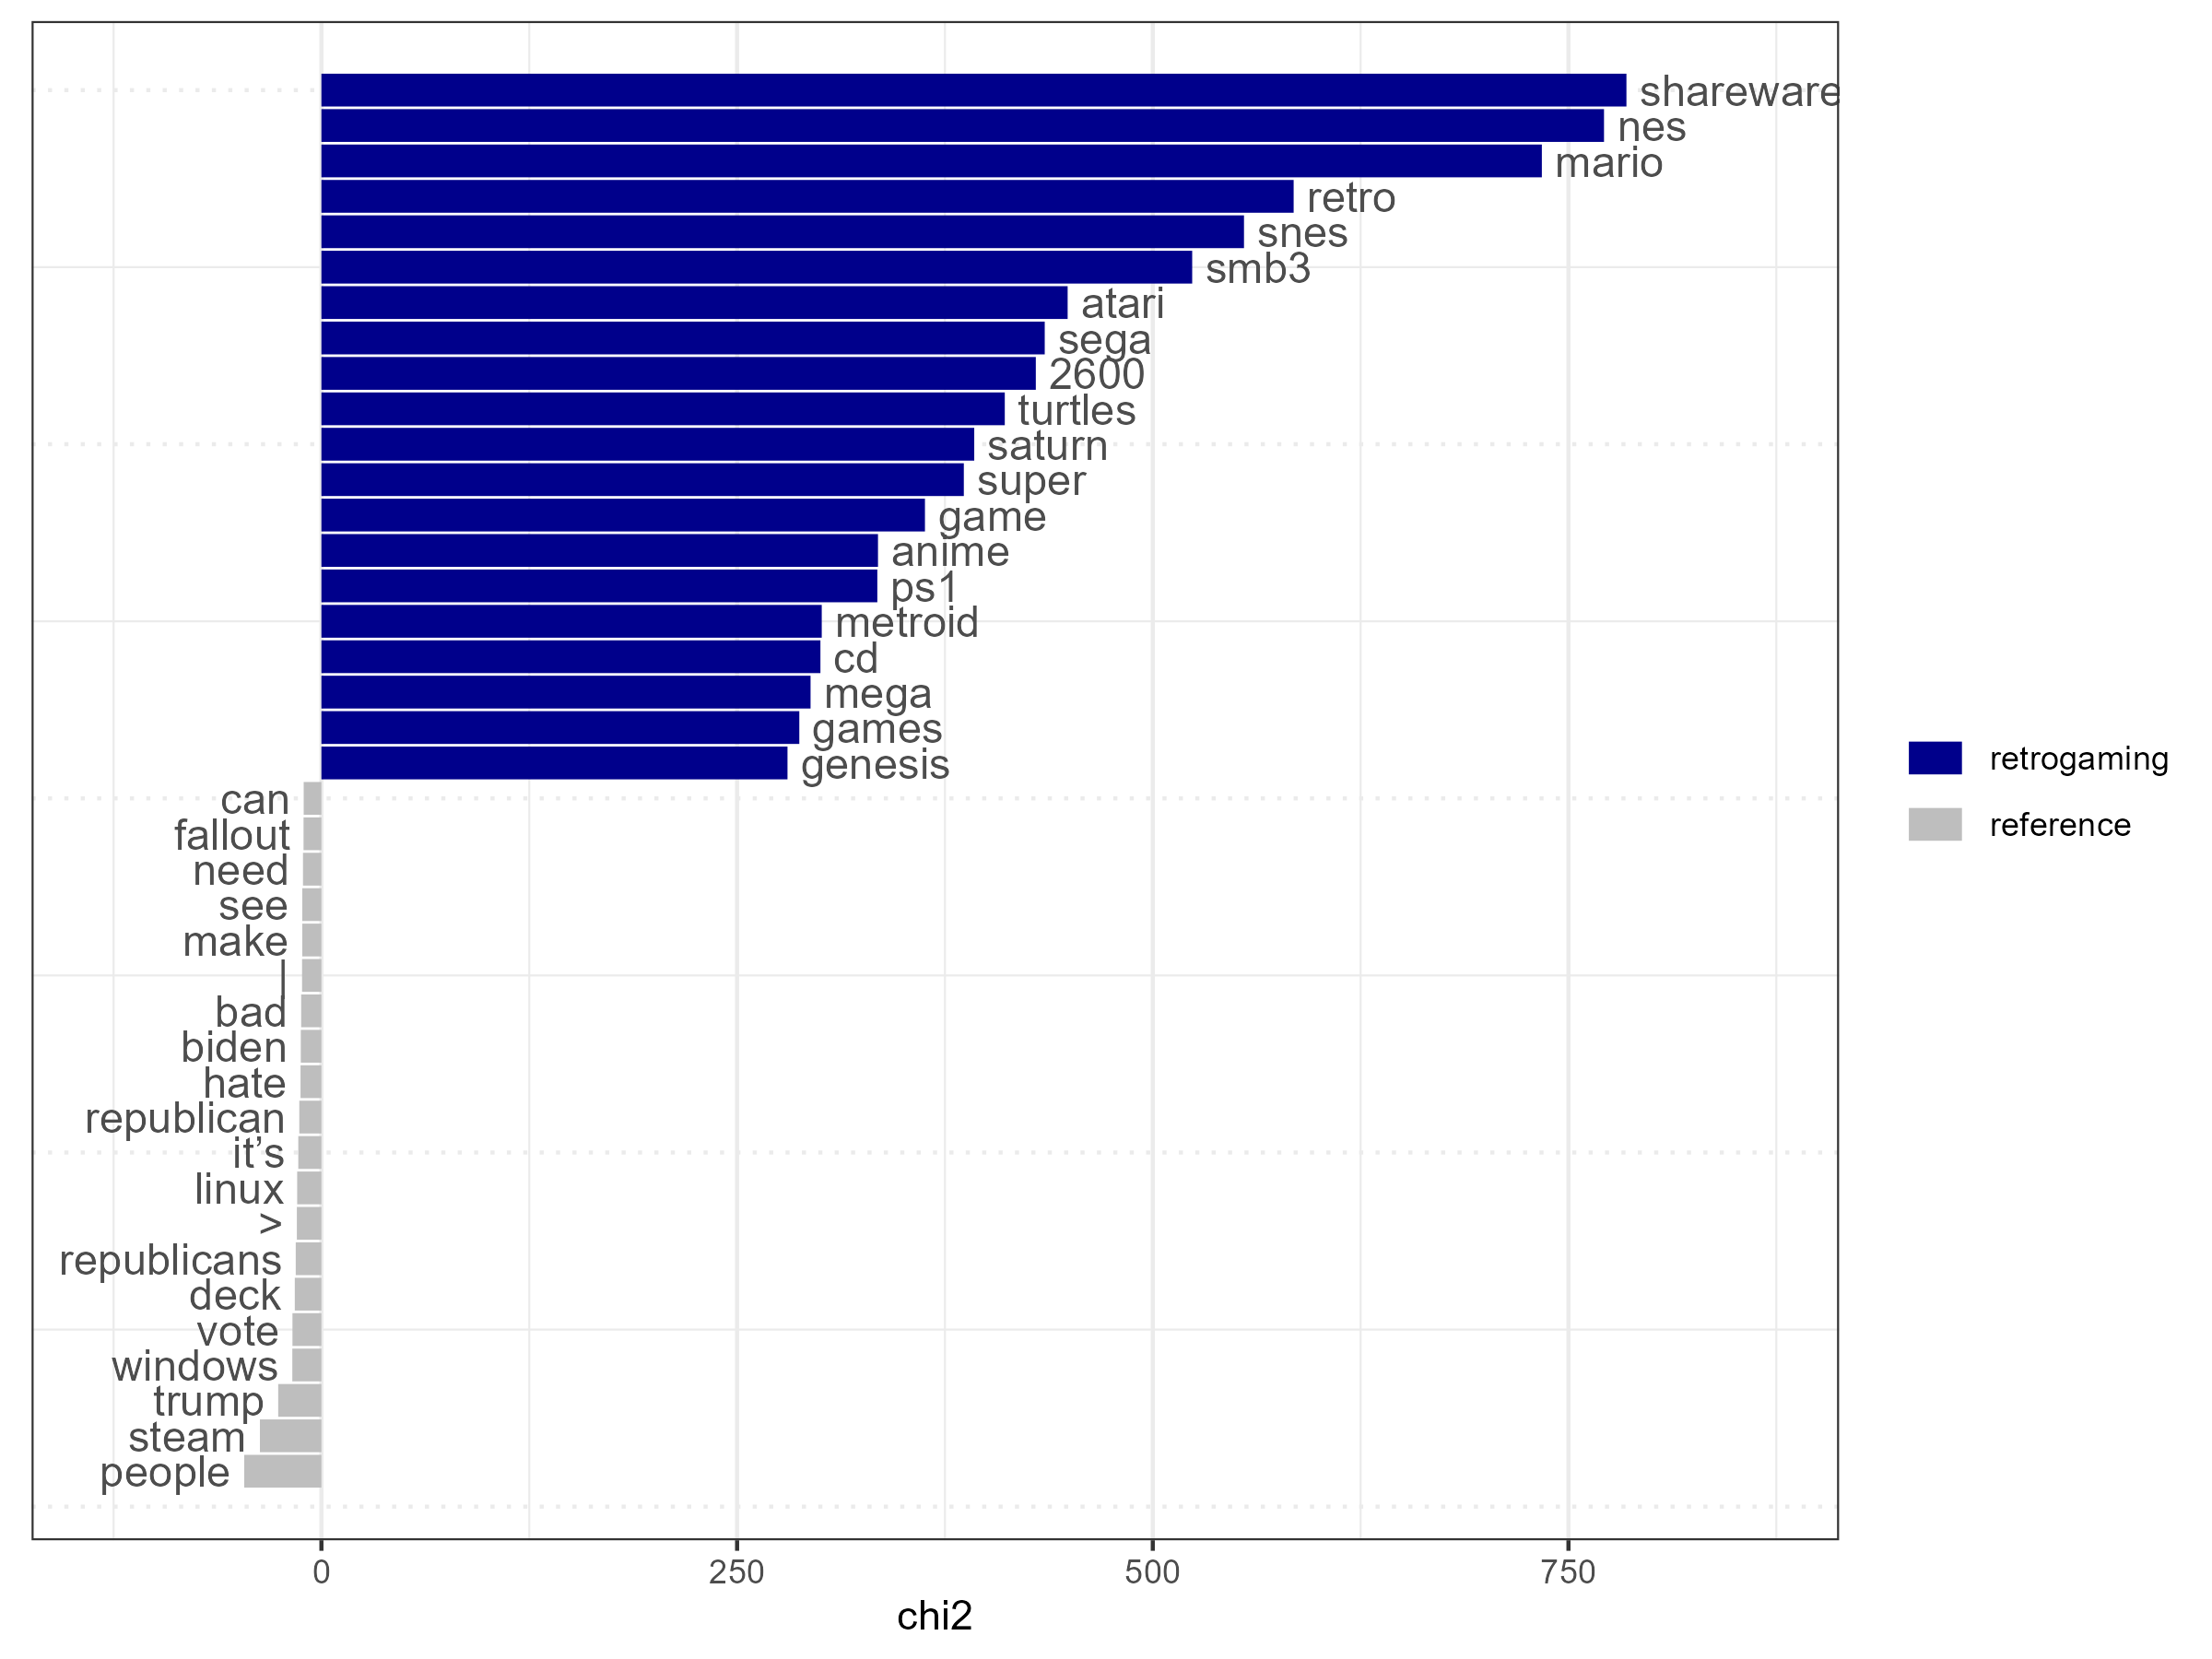 shareware
nes
mario
retro
snes
smb3
atari
sega
2600
turtles
saturn
super
game
anime
ps1
metroid
cd
mega
games
genesis
can
fallout
need
see
make
|
bad
biden
hate
republican
it’s
linux
>
republicans
deck
vote
windows
trump
steam
people
0 250 500 750
chi2
retrogaming
reference